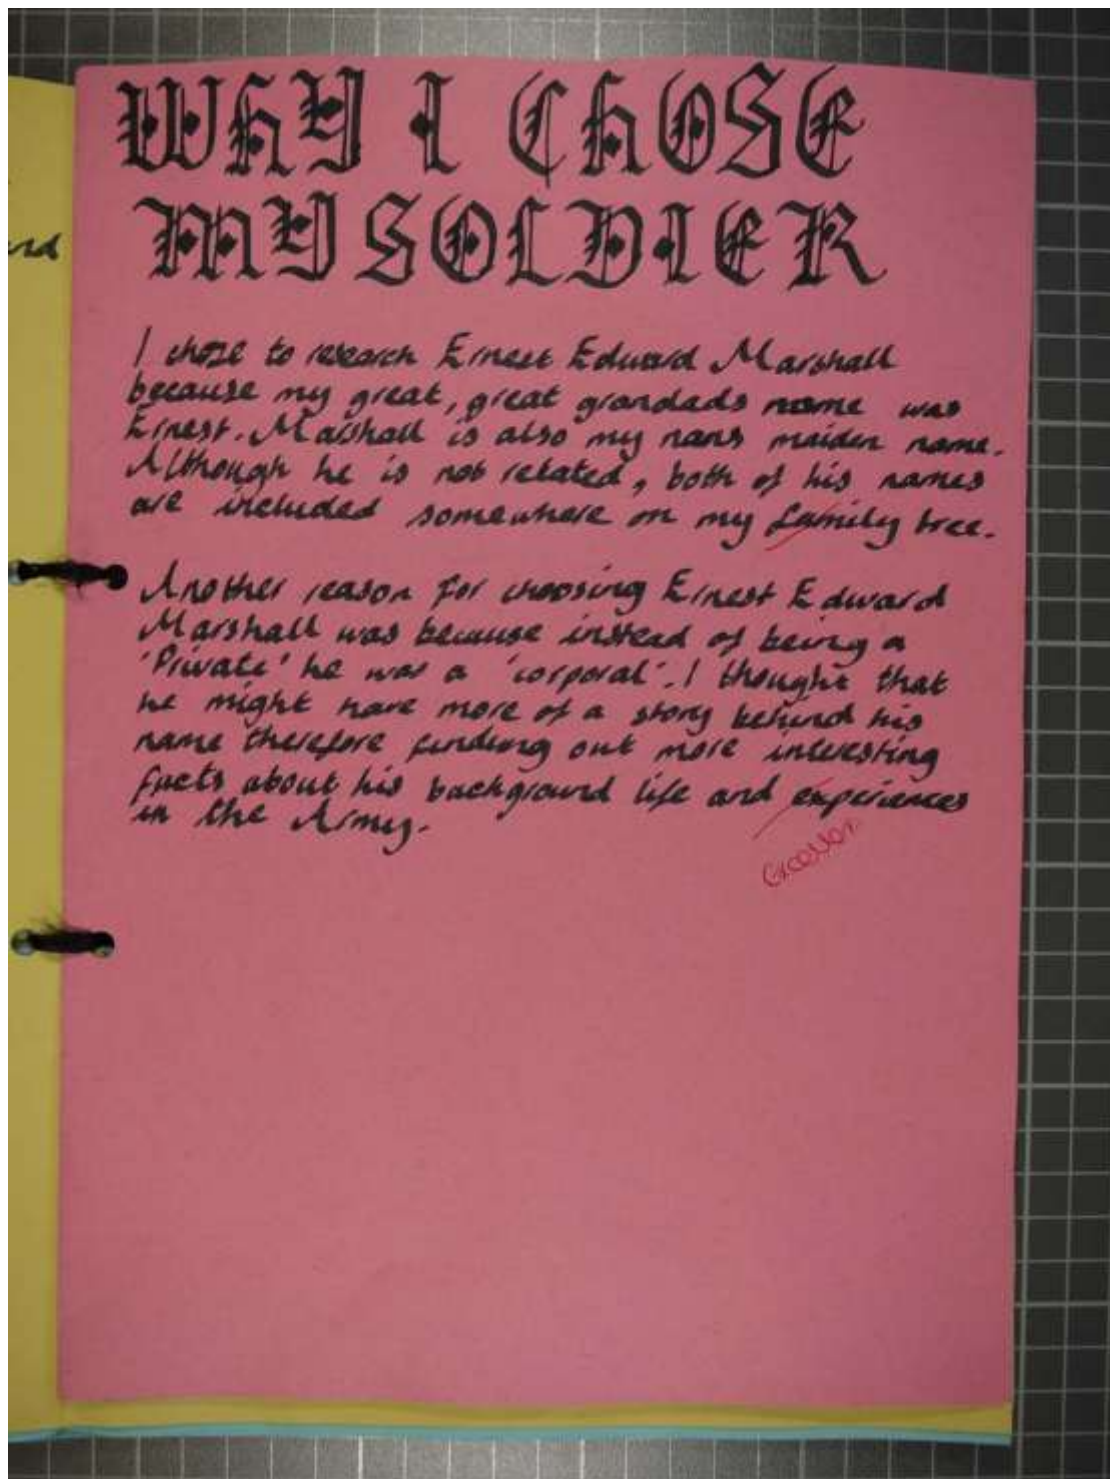 WHY I CHOSE
MY SOLDIER
I chose to research Ernest Edward Marshall
because my great, great grandads name was
Ernest. Marshall is also my nans maiden name.
Although he is not related, both of his names
are included somewhere on my family tree.
Another reason for choosing Ernest Edward
Marshall was because instead of being a
'Private' he was a 'corporal'. I thought that
he might have more of a story behind his
name therefore finding out more interesting
facts about his background life and experiences
in the Army.